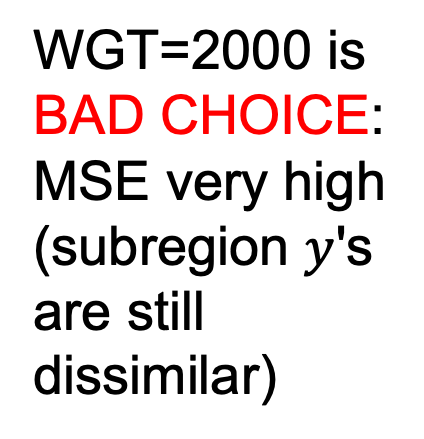 WGT=2000 is
BAD CHOICE:
MSE very high
(subregion 𝑦's
are still
dissimilar)